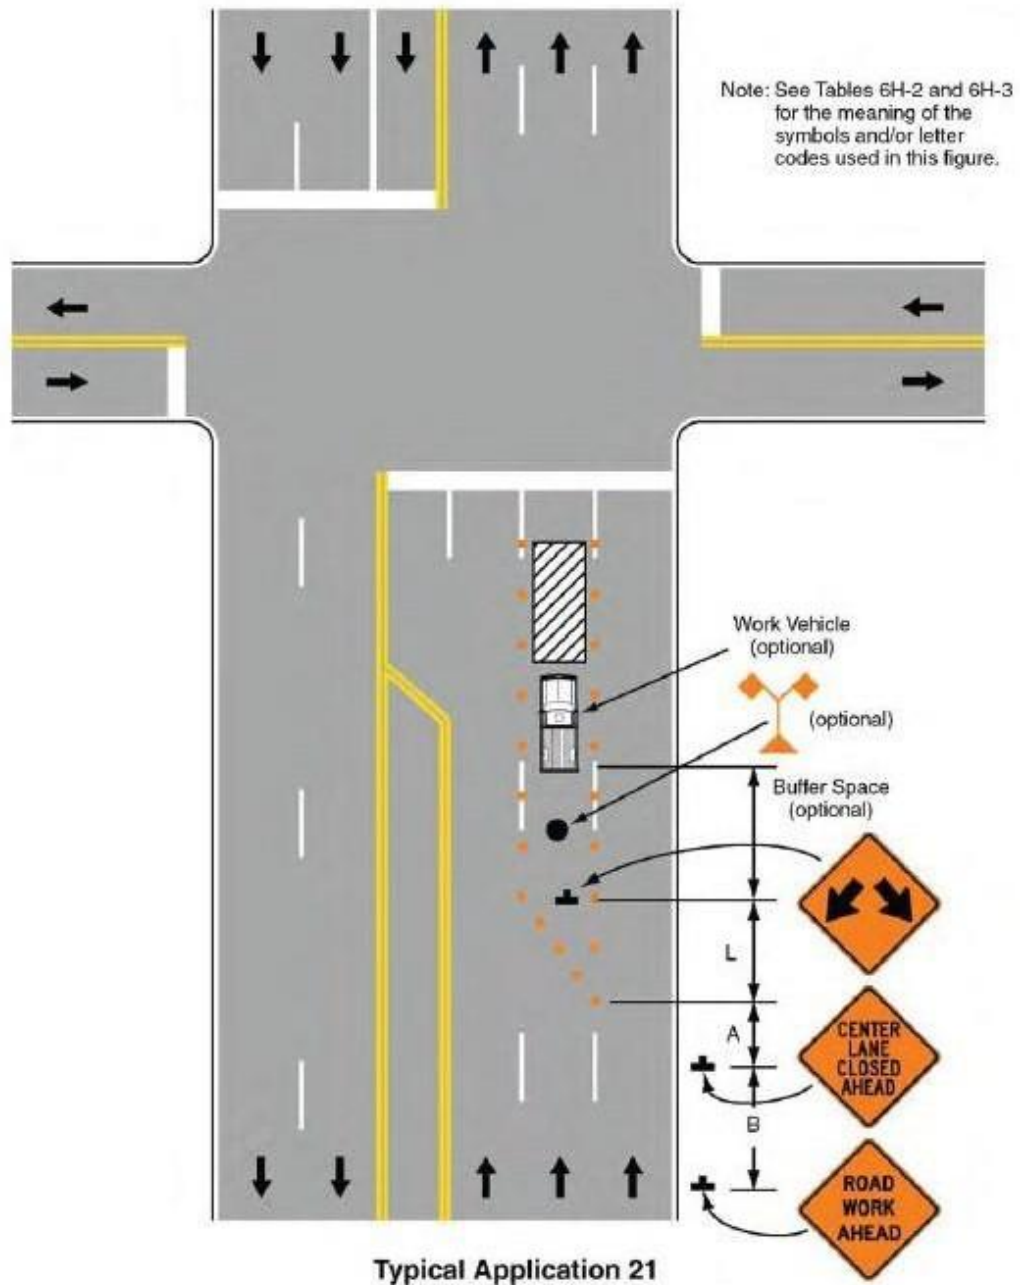 Note: See Tables 6H-2 and 6H-3
for the meaning of the
symbols and/or letter
codes used in this figure.
Work Vehicle
(optional)
(optional)
Buffer Space
(optional)
L
A
CENTER
LANE
CLOSED
AHEAD
B
ROAD
WORK
AHEAD
Typical Application 21